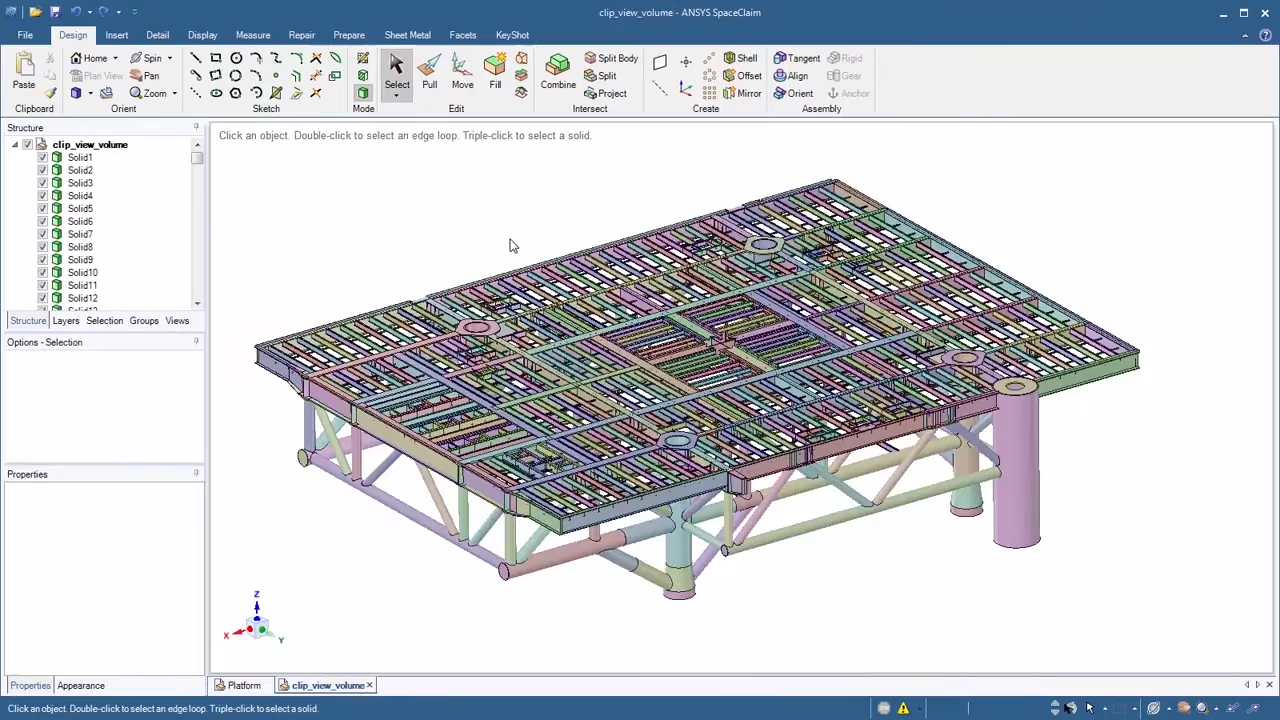 clip_view_volume - ANSYS SpaceClaim
File Design Insert Detail Display Measure Repair Prepare Sheet Metal Facets KeyShot
Home Spin Shell Tangent Rigid
Split Body
Plan View Pan Offset Align Gear
Split
Paste Zoom Select Pull Move Fill Combine Project Mirror Orient Anchor
Clipboard Orient Sketch Mode Edit Intersect Create Assembly
Structure
Click an object. Double-click to select an edge loop. Triple-click to select a solid.
clip_view_volume
Solid1
Solid2
Solid3
Solid4
Solid5
Solid6
Solid7
Solid8
Solid9
Solid10
Solid11
Solid12
Structure Layers Selection Groups Views
Options - Selection
Properties
Z
X
Y
Properties Appearance
Platform clip_view_volume
Click an object. Double-click to select an edge loop. Triple-click to select a solid.